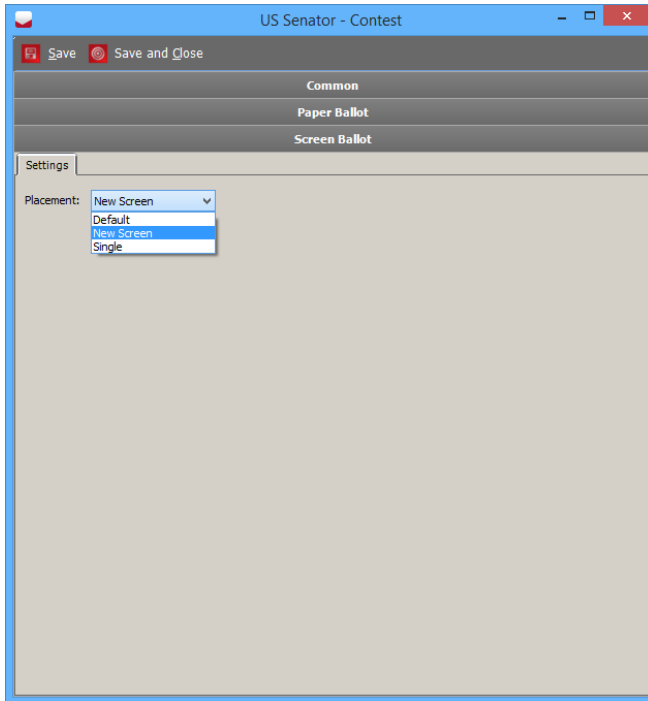 US Senator - Contest
Save Save and Close
Common
Paper Ballot
Screen Ballot
Settings
Placement: New Screen
Default
New Screen
Single